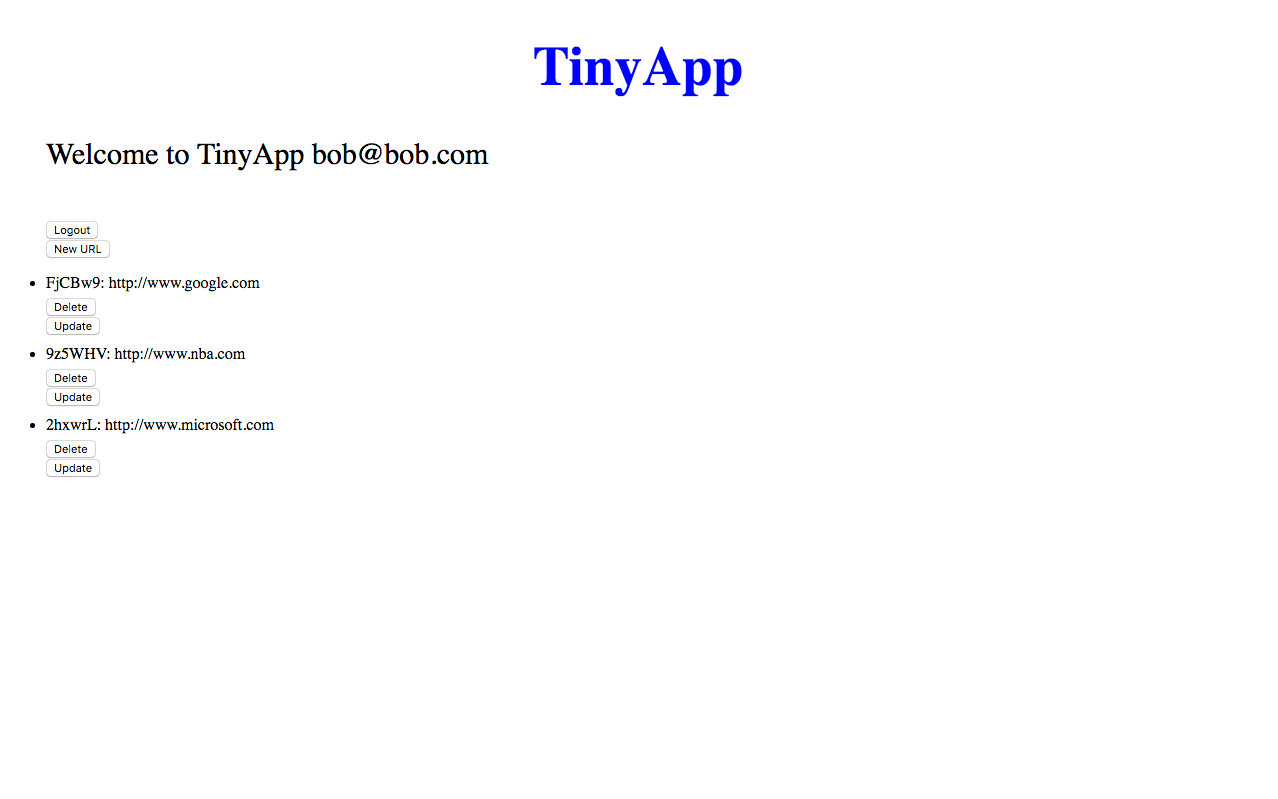 TinyApp
Welcome to TinyApp bob@bob.com
Logout
New URL
FjCBw9: http://www.google.com
Delete
Update
9z5WHV: http://www.nba.com
Delete
Update
2hxwrL: http://www.microsoft.com
Delete
Update